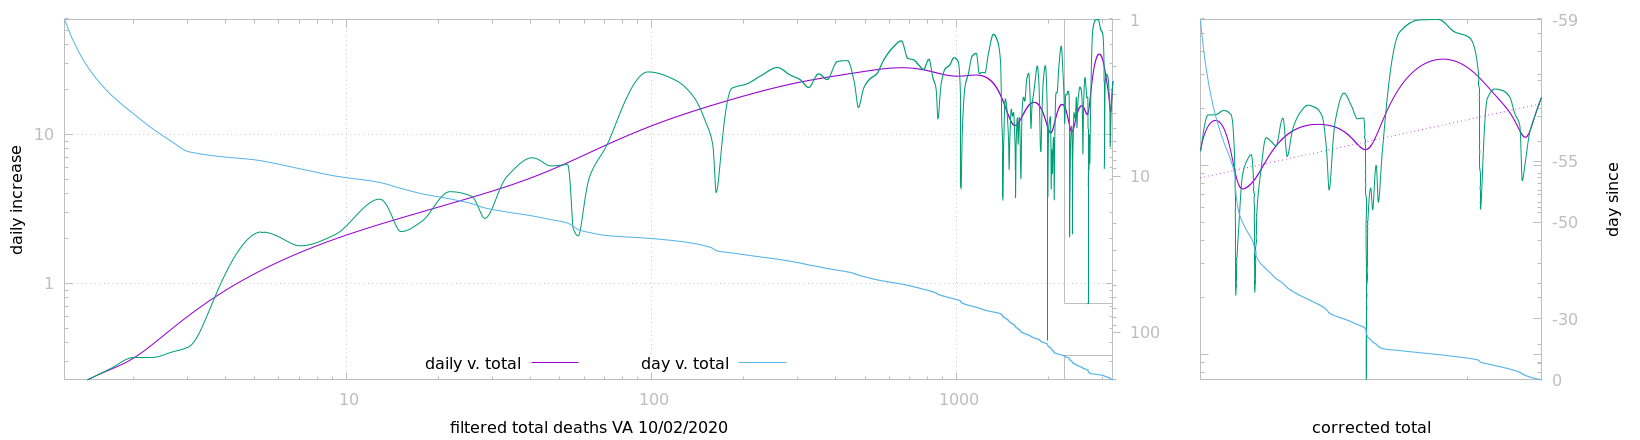 daily increase
10
1
daily v. total
day v. total
10
100
1000
filtered total deaths VA 10/02/2020
1
10
100
-59
-55
-50
-30
0
day since
corrected total